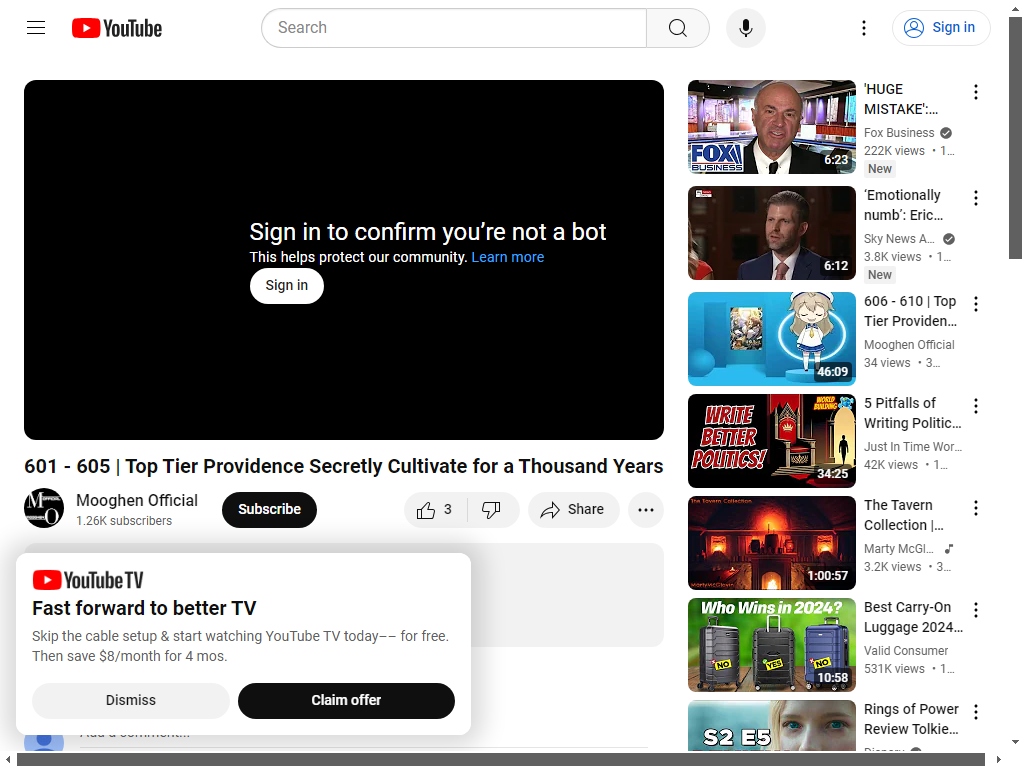 YouTube
Search
Sign in
Sign in to confirm you’re not a bot
This helps protect our community. Learn more
Sign in
601 - 605 | Top Tier Providence Secretly Cultivate for a Thousand Years
Mooghen Official
1.26K subscribers
Subscribe
3
Share
YouTube TV
Fast forward to better TV
Skip the cable setup & start watching YouTube TV today–– for free.
Then save $8/month for 4 mos.
Dismiss
Claim offer
Add a comment...
FOX
BUSINESS
6:23
'HUGE
MISTAKE':...
Fox Business
222K views • 1...
New
6:12
‘Emotionally
numb’: Eric...
Sky News A...
3.8K views • 1...
New
46:09
606 - 610 | Top
Tier Providen...
Mooghen Official
34 views • 3...
WORLD
BUILDING
WRITE
BETTER
POLITICS!
34:25
5 Pitfalls of
Writing Politic...
Just In Time Wor...
42K views • 1...
The Tavern Collection
MartyMcGlavin
1:00:57
The Tavern
Collection |...
Marty McGl...
3.2K views • 3...
Who Wins in 2024?
NO
YES
NO
10:58
Best Carry-On
Luggage 2024...
Valid Consumer
531K views • 1...
S2 E5
Rings of Power
Review Tolkie...